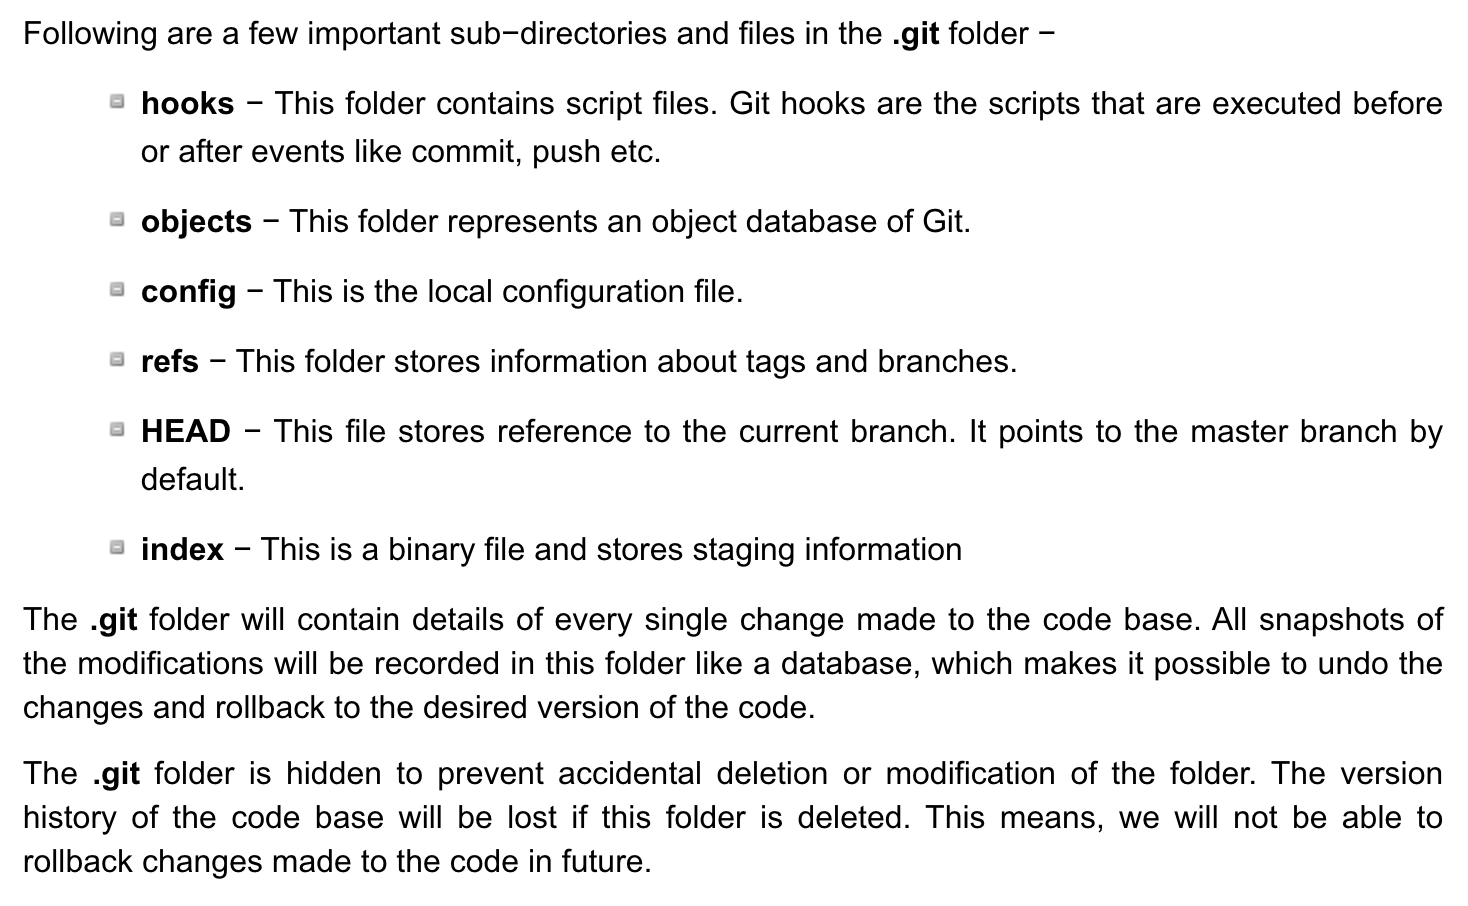 Following are a few important sub−directories and files in the .git folder −
hooks − This folder contains script files. Git hooks are the scripts that are executed before
or after events like commit, push etc.
objects − This folder represents an object database of Git.
config − This is the local configuration file.
refs − This folder stores information about tags and branches.
HEAD − This file stores reference to the current branch. It points to the master branch by
default.
index − This is a binary file and stores staging information
The .git folder will contain details of every single change made to the code base. All snapshots of
the modifications will be recorded in this folder like a database, which makes it possible to undo the
changes and rollback to the desired version of the code.
The .git folder is hidden to prevent accidental deletion or modification of the folder. The version
history of the code base will be lost if this folder is deleted. This means, we will not be able to
rollback changes made to the code in future.